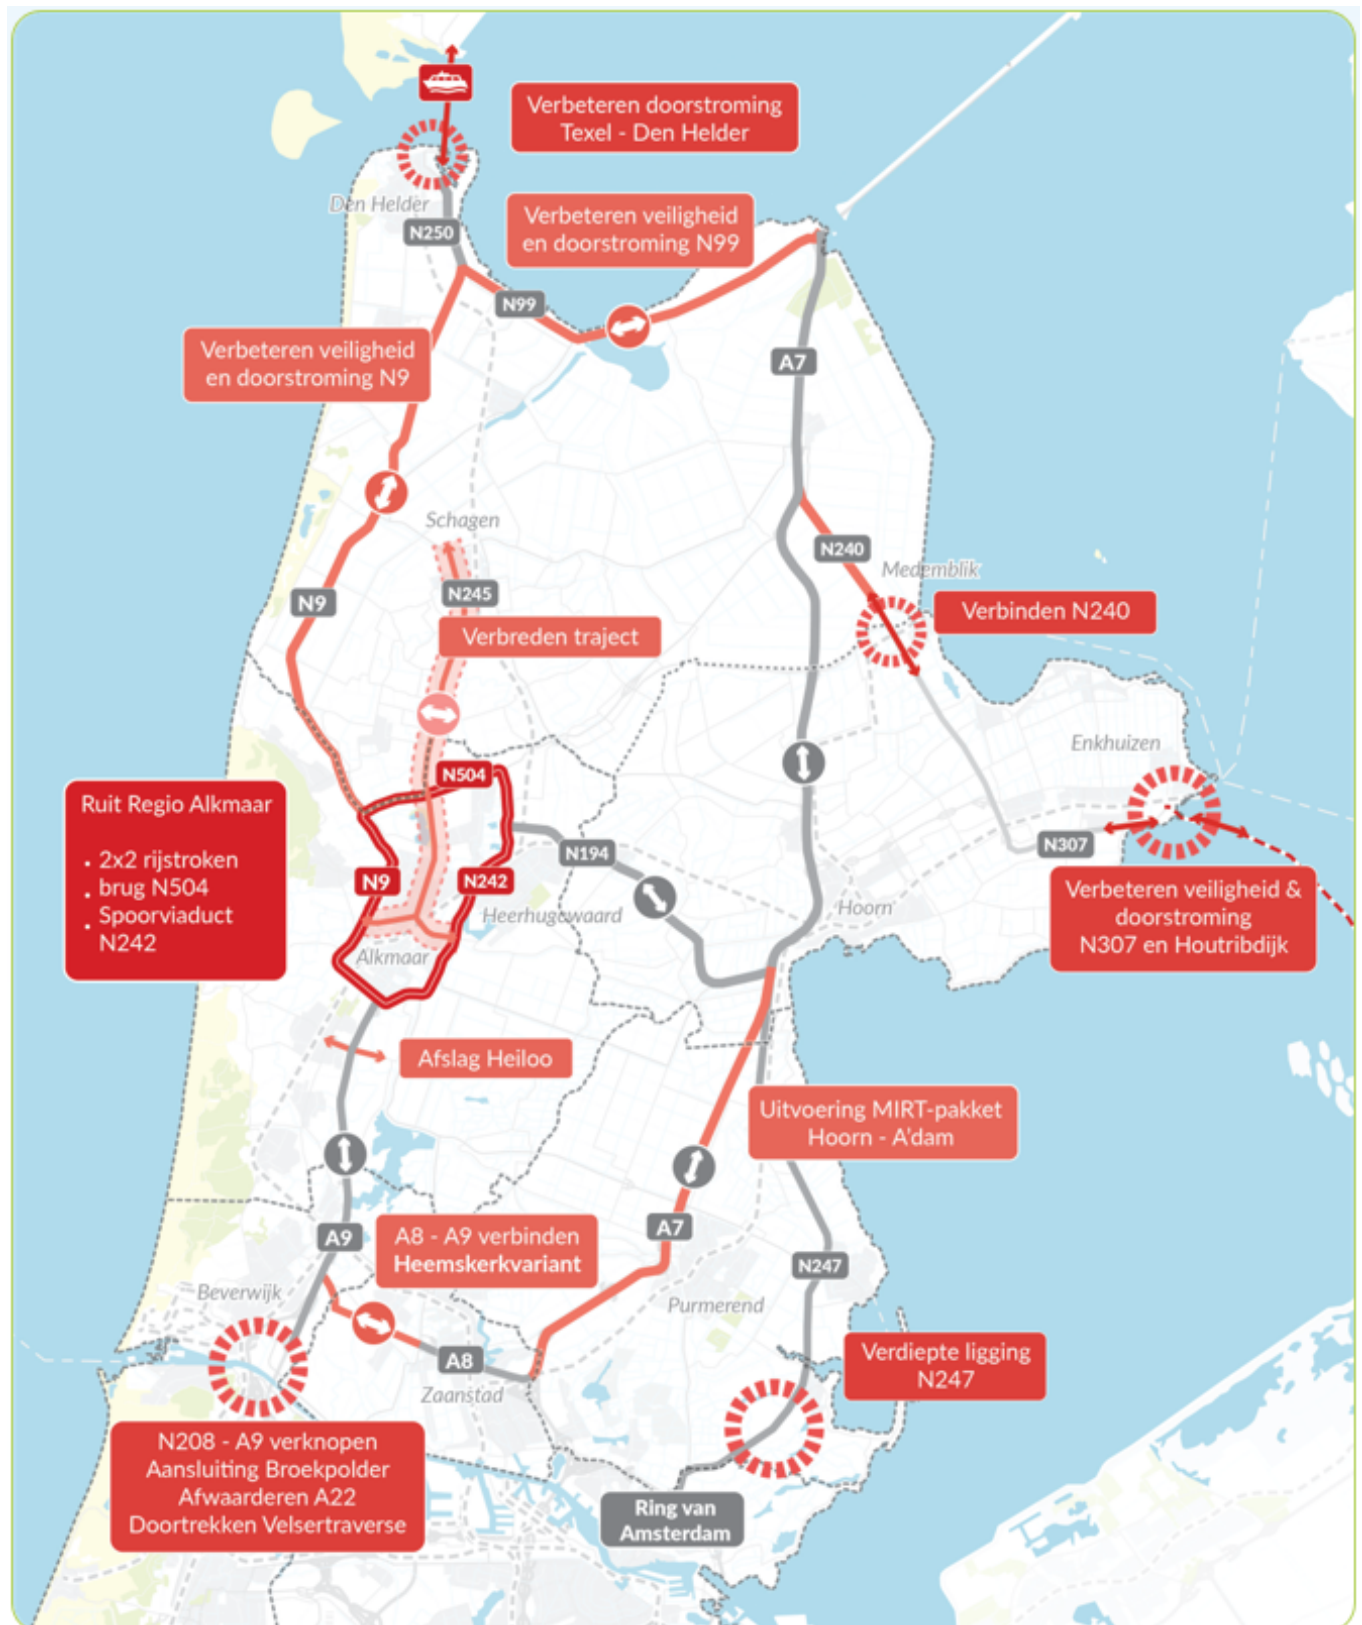 Verbeteren doorstroming
Texel - Den Helder
Den Helder
N250
Verbeteren veiligheid
en doorstroming N99
N99
Verbeteren veiligheid
en doorstroming N9
A7
Schagen
N240
Medemblik
N245
N9
Verbinden N240
Verbreden traject
Enkhuizen
N504
Ruit Regio Alkmaar
• 2x2 rijstroken
• brug N504
• Spoorviaduct
• N242
N307
N194
N9
N242
Verbeteren veiligheid &
doorstroming
N307 en Houtribdijk
Heerhugowaard
Hoorn
Alkmaar
Afslag Heiloo
Uitvoering MIRT-pakket
Hoorn - A'dam
A7
A9
A8 - A9 verbinden
Heemskerkvariant
N247
Beverwijk
Purmerend
Verdiepte ligging
N247
A8
Zaanstad
N208 - A9 verknopen
Aansluiting Broekpolder
Afwaarderen A22
Doortrekken Velsertraverse
Ring van
Amsterdam